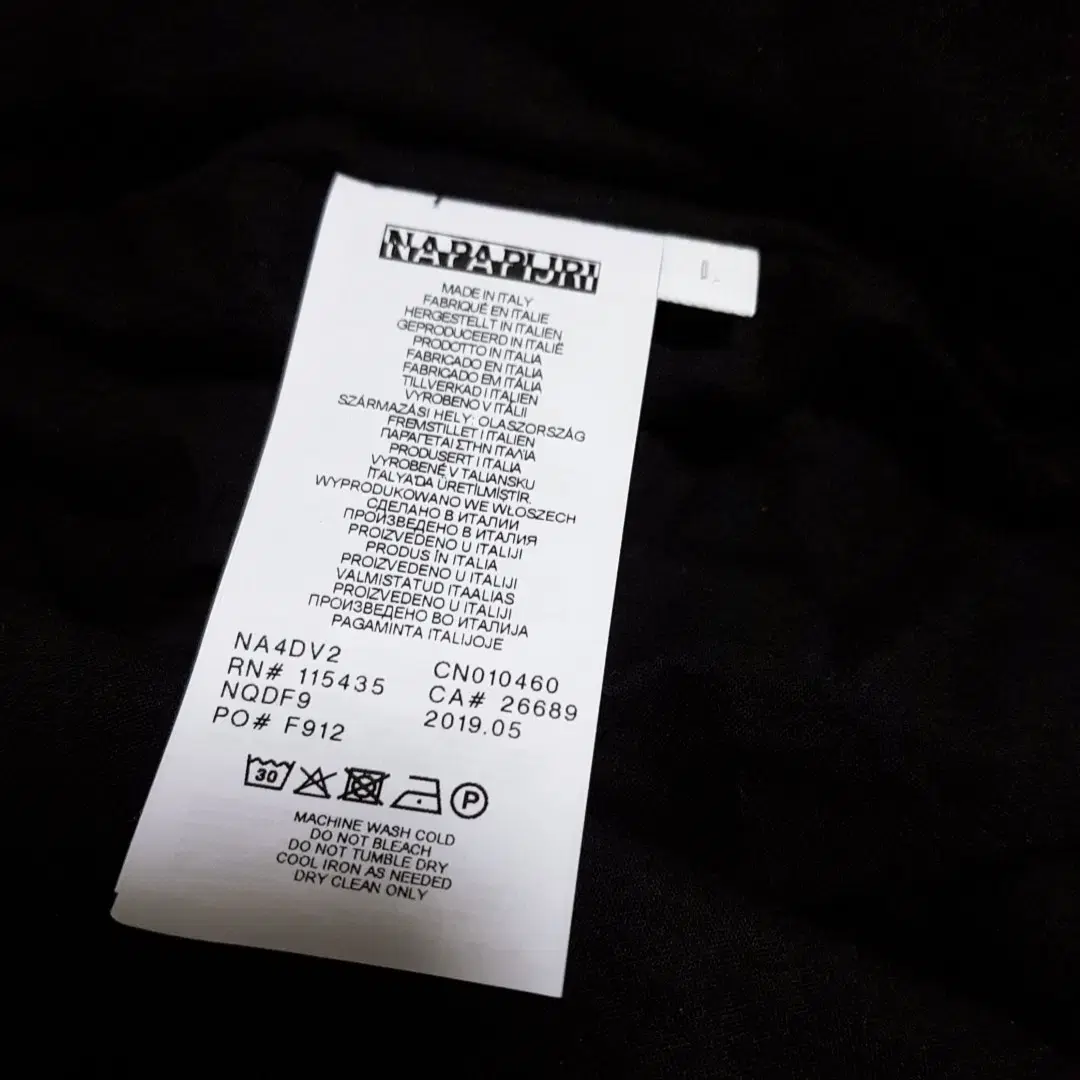 NAPAPIJRI
L
MADE IN ITALY
FABRIQUÉ EN ITALIE
HERGESTELLT IN ITALIEN
GEPRODUCEERD IN ITALIË
PRODOTTO IN ITALIA
FABRICADO EN ITALIA
FABRICADO EM ITÁLIA
TILLVERKAD I ITALIEN
VYROBENO V ITÁLII
SZÁRMAZÁSI HELY: OLASZORSZÁG
FREMSTILLET I ITALIEN
ΠΑΡΑΓΕΤΑΙ ΣΤΗΝ ΙΤΑΛΙΑ
PRODUSERT I ITALIA
VYROBENÉ V TALIANSKU
ITALYA'DA ÜRETİLMİŞTİR.
WYPRODUKOWANO WE WŁOSZECH
СДЕЛАНО В ИТАЛИИ
ПРОИЗВЕДЕНО В ИТАЛИЯ
PROIZVEDENO U ITALIJI
PRODUS ÎN ITALIA
PROIZVEDENO U ITALIJI
VALMISTATUD ITAALIAS
PROIZVEDENO U ITALIJI
ПРОИЗВЕДЕНО ВО ИТАЛИЈА
PAGAMINTA ITALIJOJE
NA4DV2 CN010460
RN# 115435 CA# 26689
NQDF9 2019.05
PO# F912
30 P
MACHINE WASH COLD
DO NOT BLEACH
DO NOT TUMBLE DRY
COOL IRON AS NEEDED
DRY CLEAN ONLY